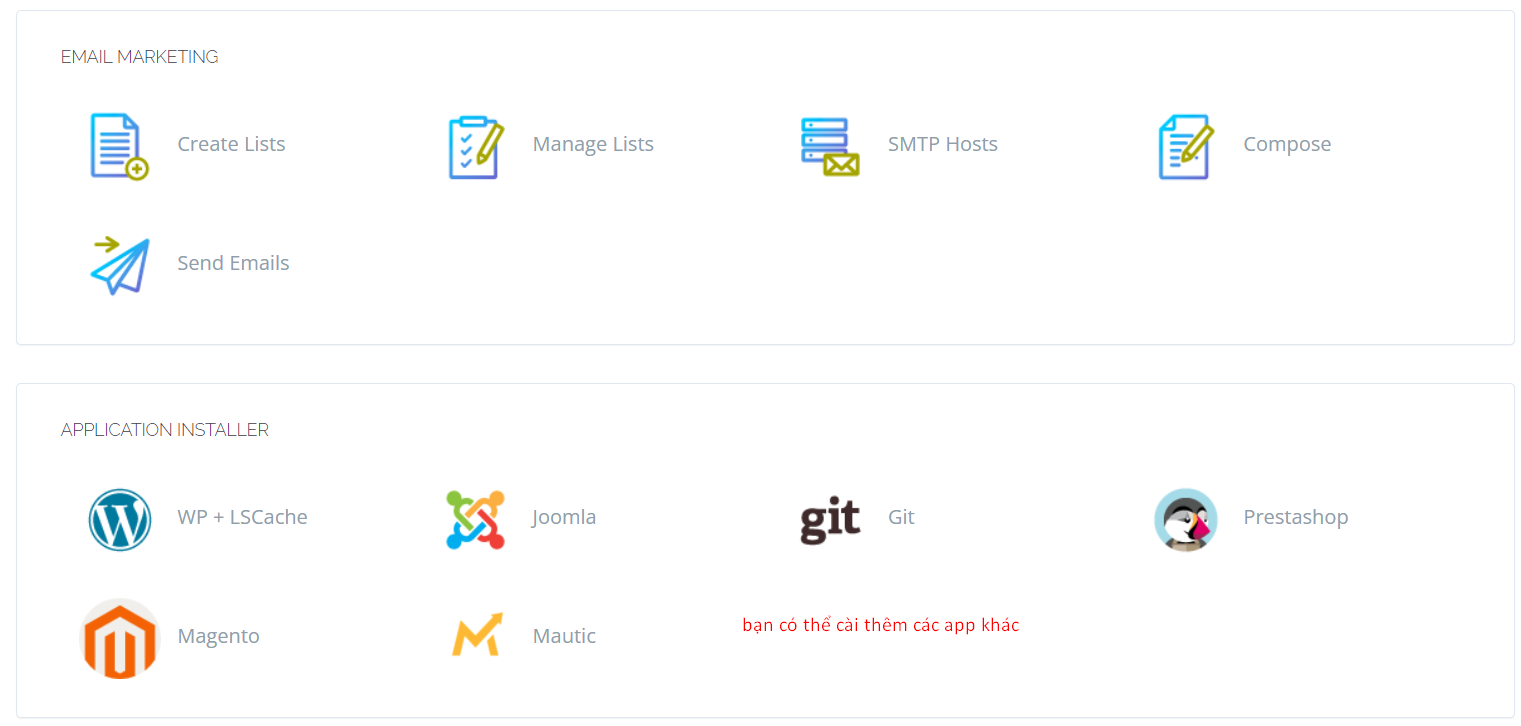 EMAIL MARKETING
Create Lists
Manage Lists
SMTP Hosts
Compose
Send Emails
APPLICATION INSTALLER
WP + LSCache
Joomla
git
Git
Prestashop
Magento
Mautic
bạn có thể cài thêm các app khác